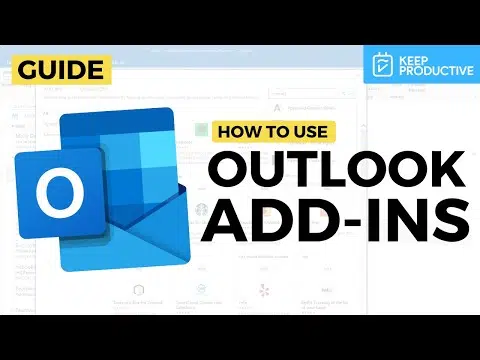 GUIDE
KEEP
PRODUCTIVE
HOW TO USE
OUTLOOK
ADD-INS
O